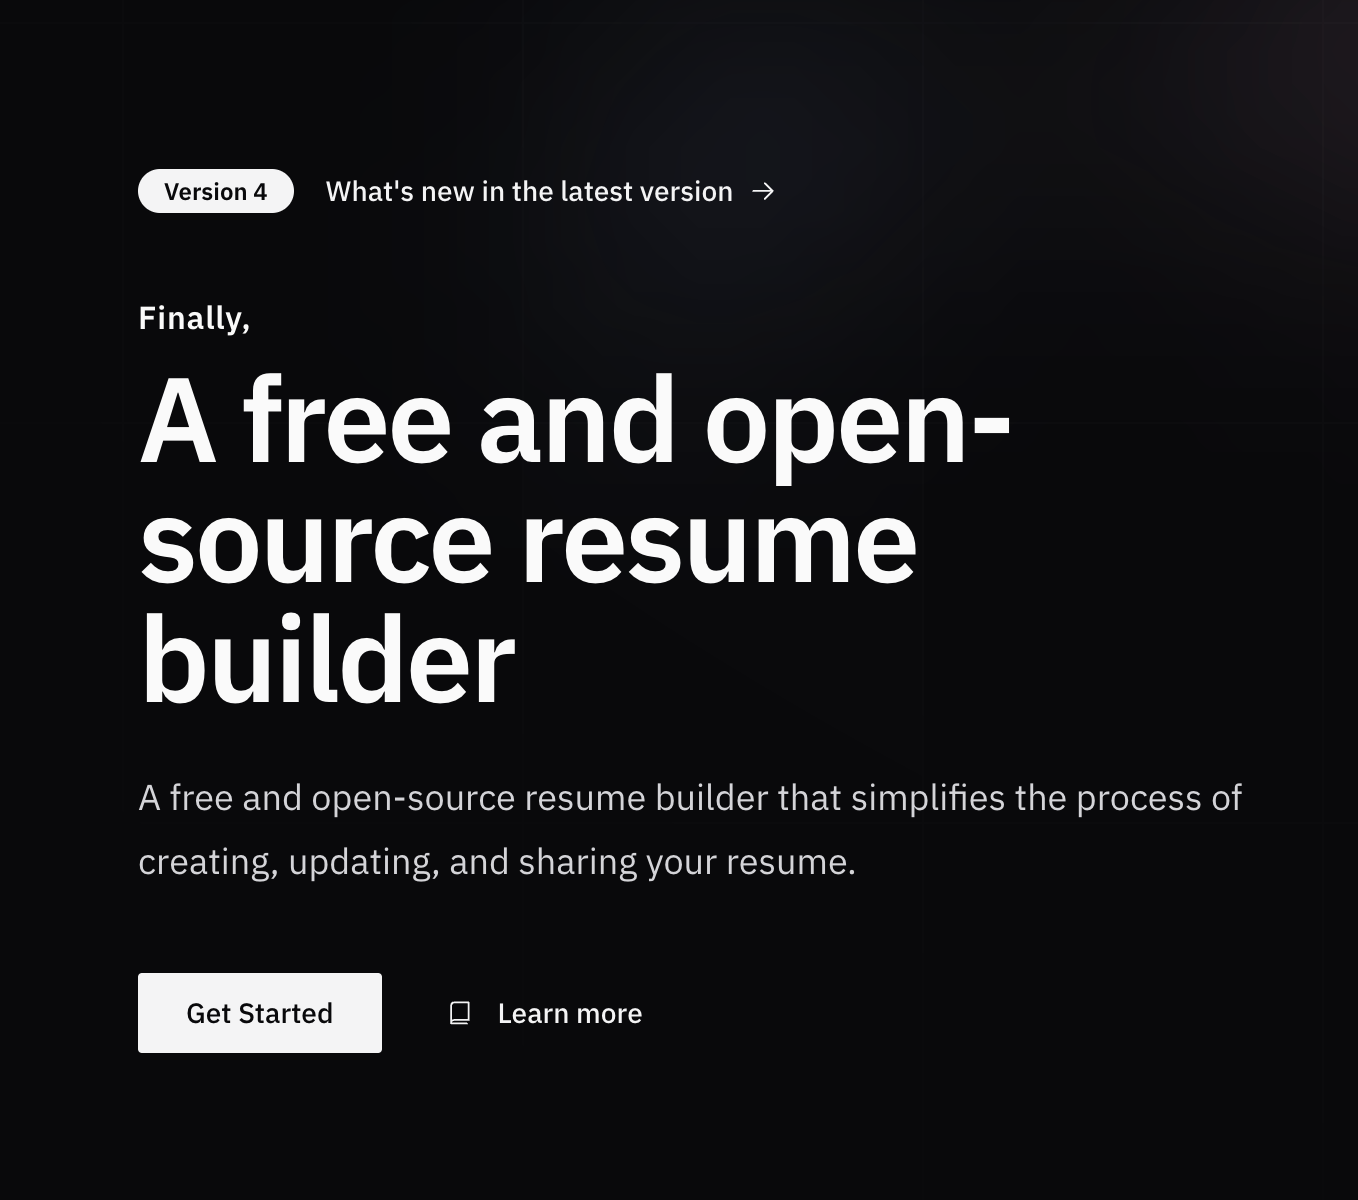 Version 4
What's new in the latest version
Finally,
A free and open-
source resume
builder
A free and open-source resume builder that simplifies the process of
creating, updating, and sharing your resume.
Get Started
Learn more